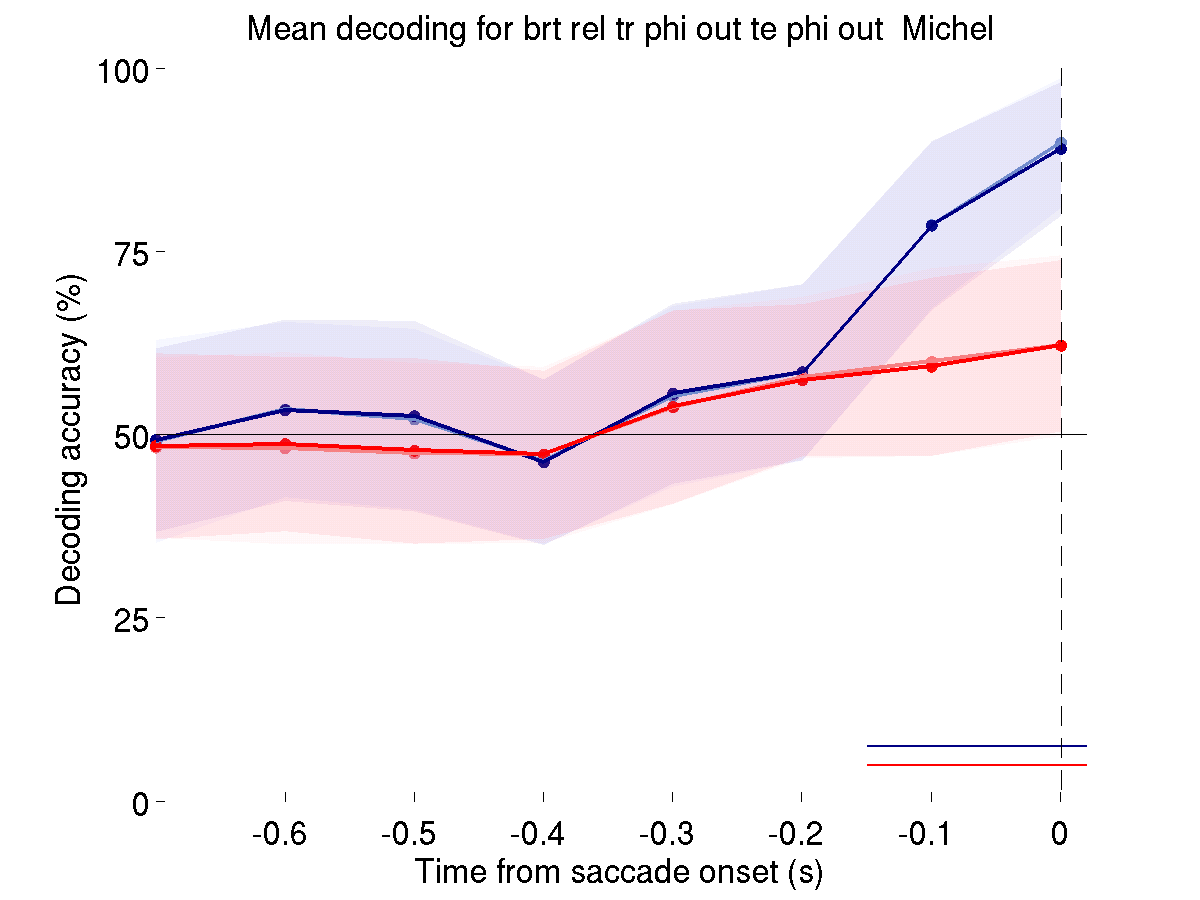 Mean decoding for brt rel tr phi out te phi out  Michel
100
75
50
25
0
Decoding accuracy (%)
-0.6 -0.5 -0.4 -0.3 -0.2 -0.1 0
Time from saccade onset (s)